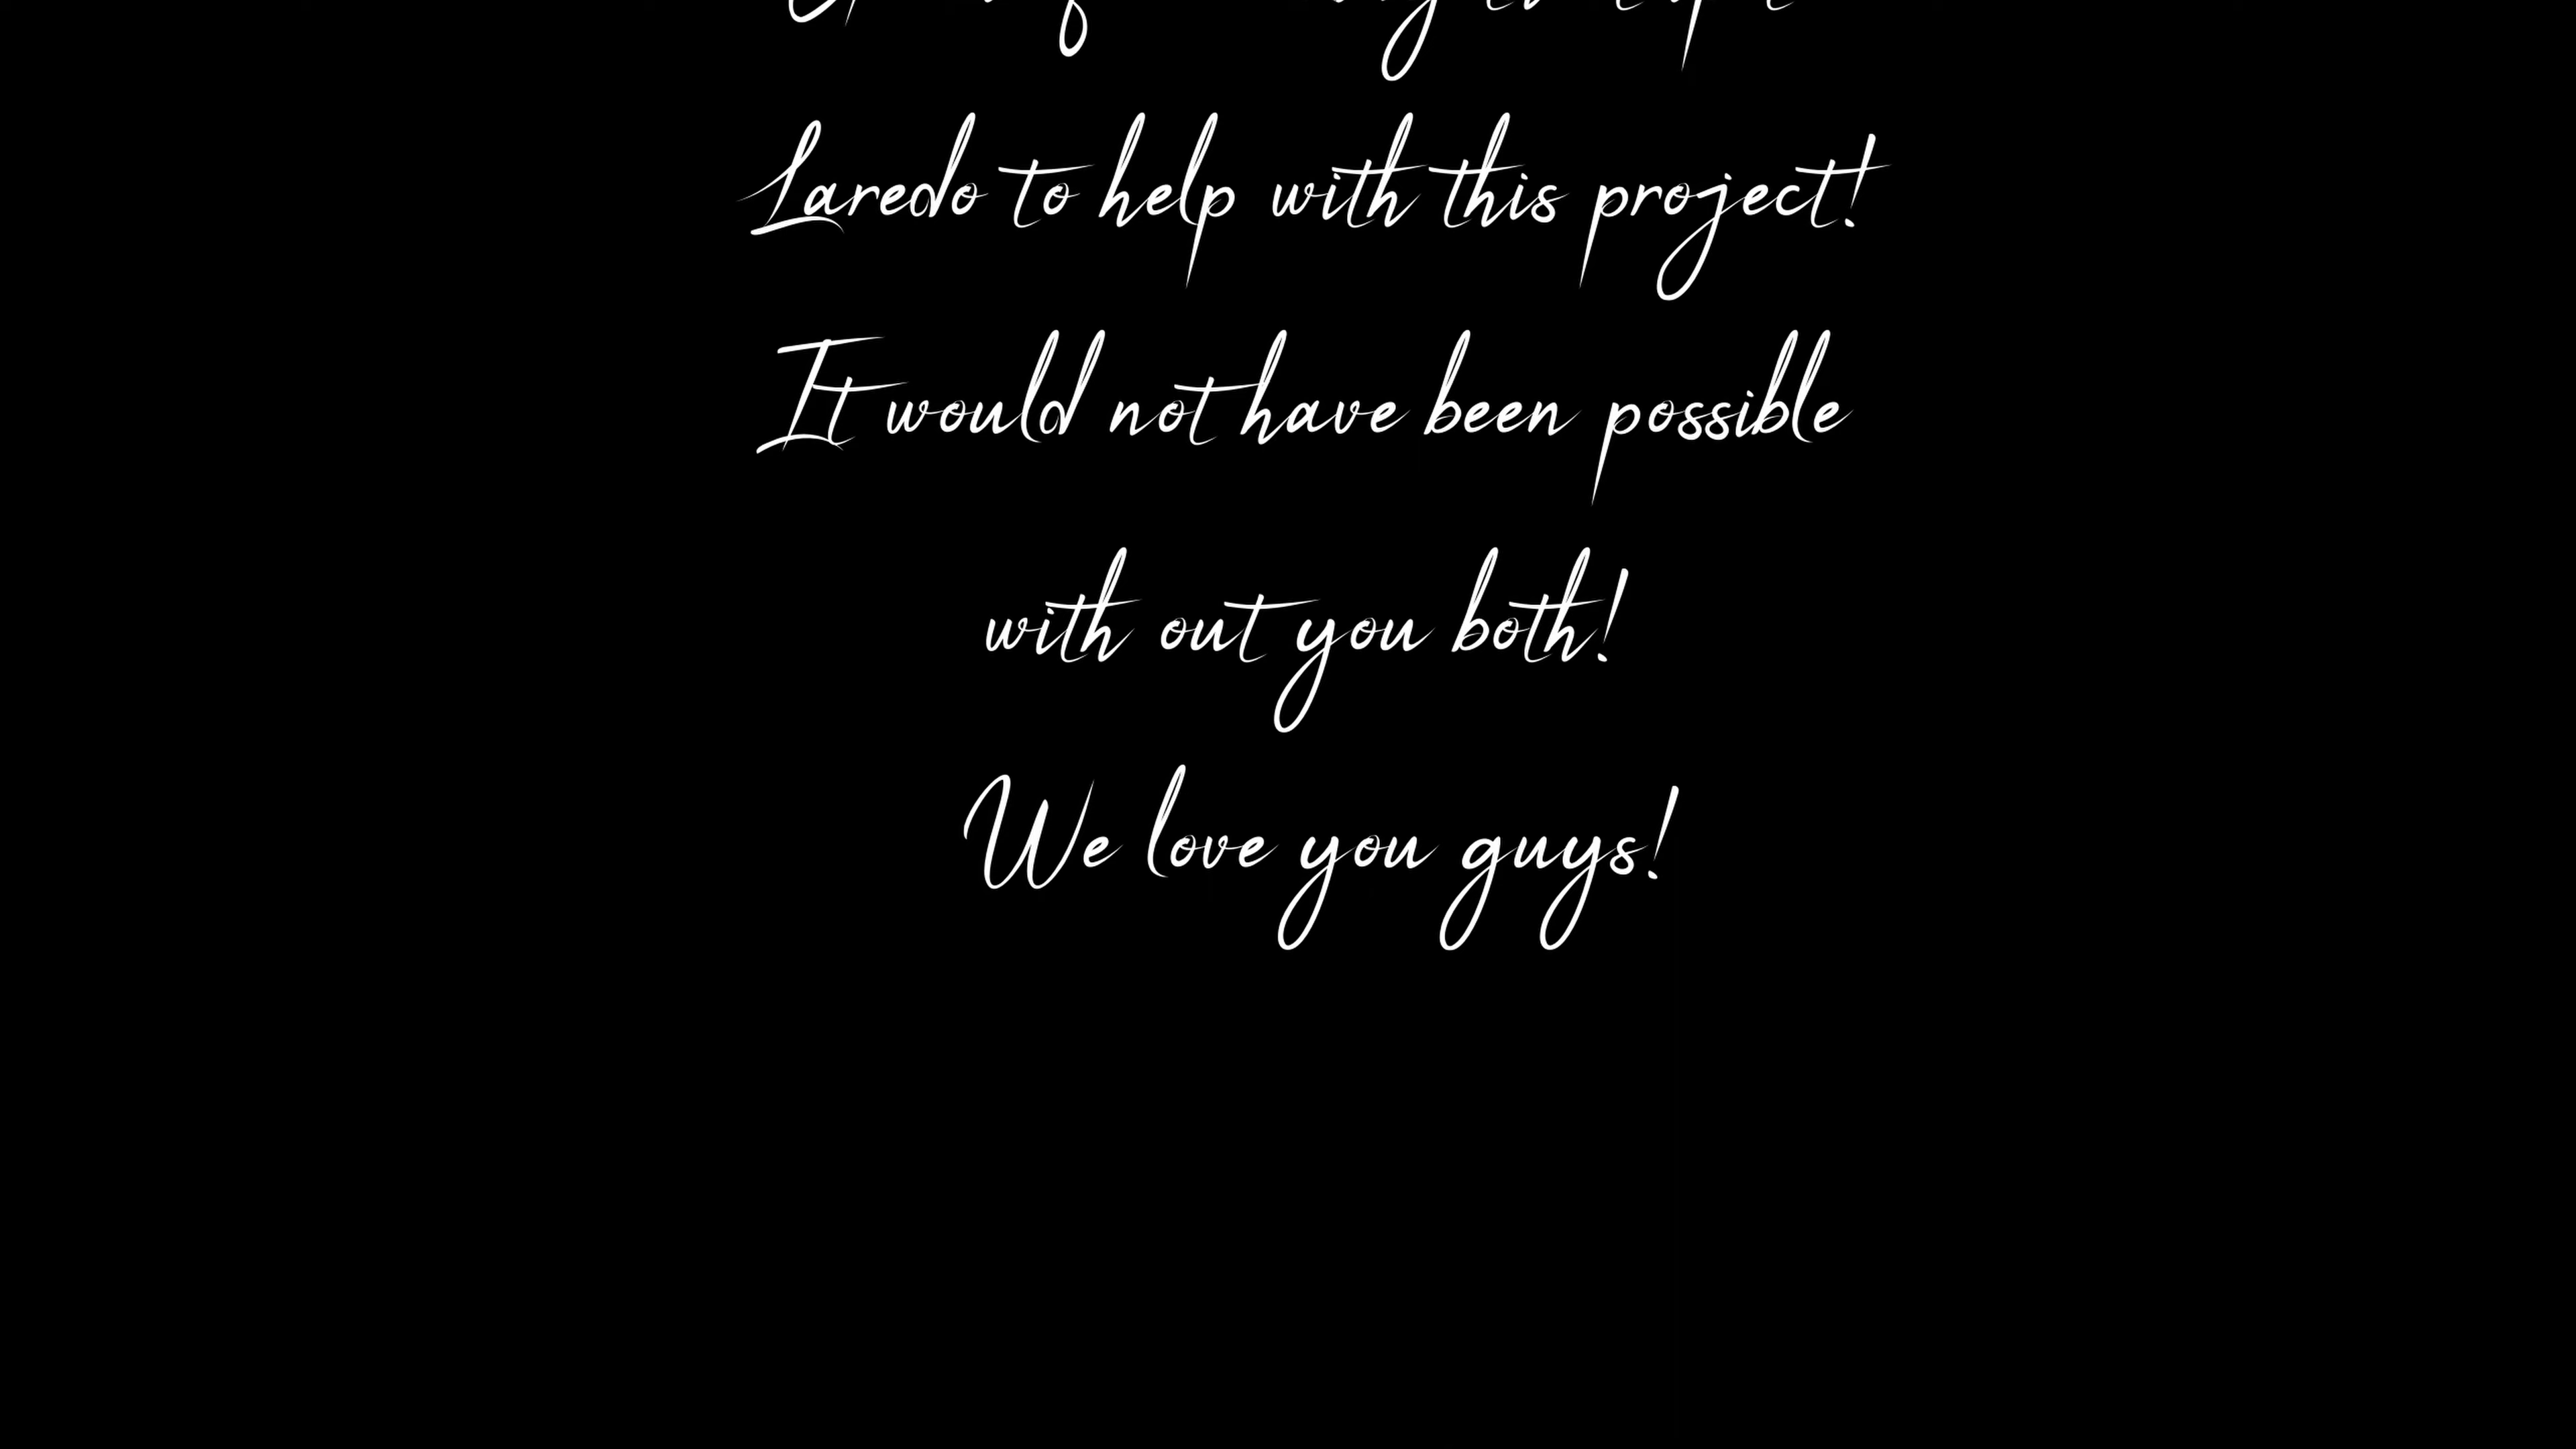 Laredo to help with this project!
It would not have been possible
with out you both!
We love you guys!